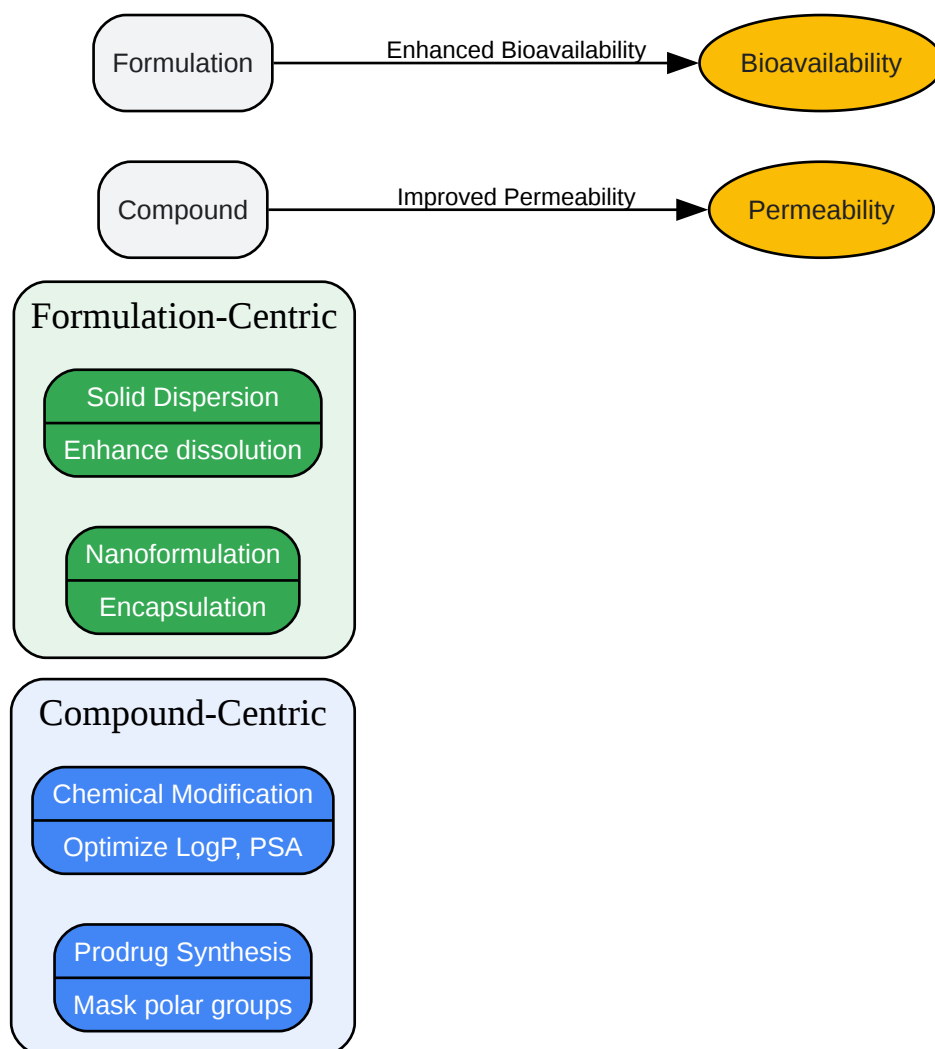 Formulation
Enhanced Bioavailability
Bioavailability
Compound
Improved Permeability
Permeability
Formulation-Centric
Solid Dispersion
Enhance dissolution
Nanoformulation
Encapsulation
Compound-Centric
Chemical Modification
Optimize LogP, PSA
Prodrug Synthesis
Mask polar groups